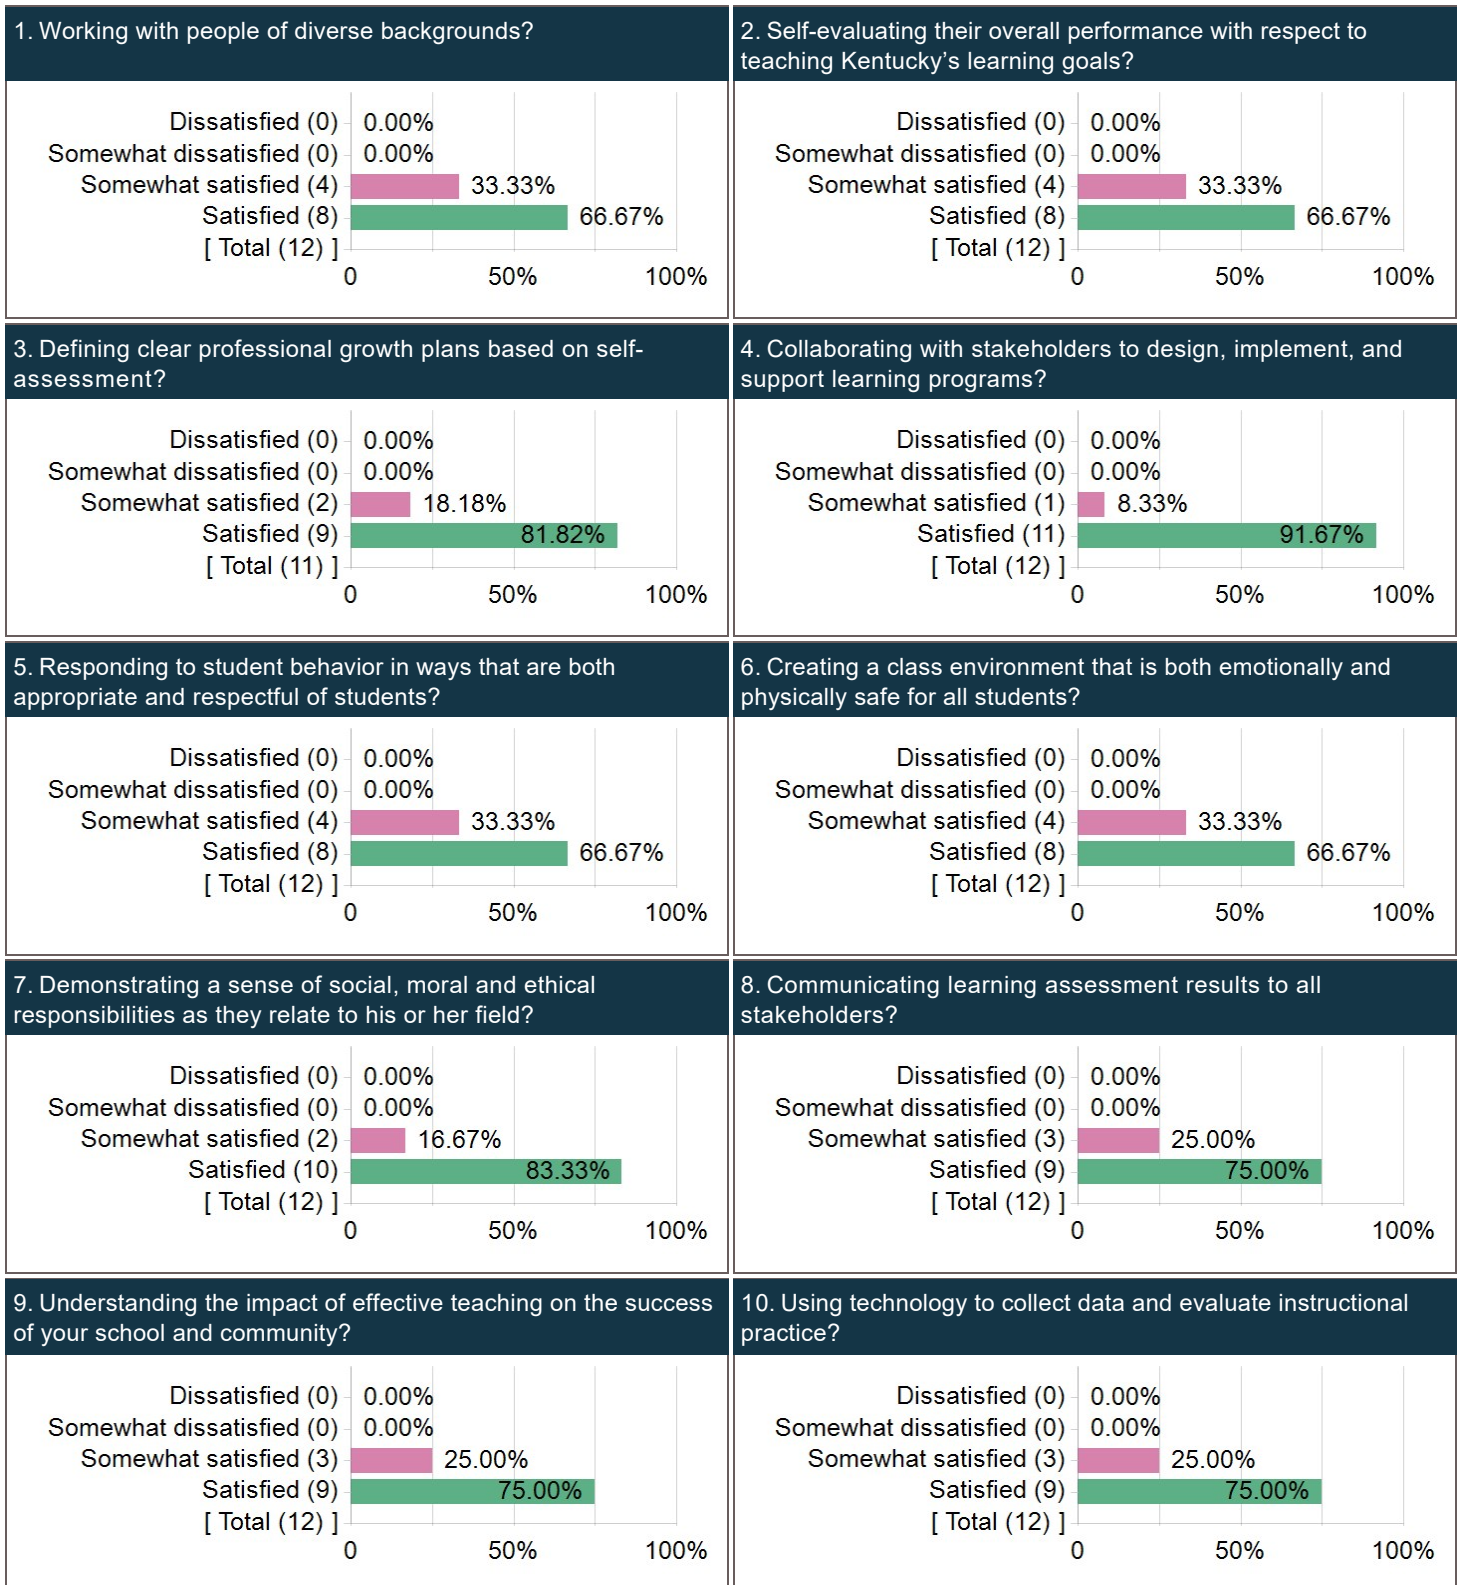 1. Working with people of diverse backgrounds?
Dissatisfied (0) 0.00%
Somewhat dissatisfied (0) 0.00%
Somewhat satisfied (4) 33.33%
Satisfied (8) 66.67%
[ Total (12) ]
0 50% 100%
2. Self-evaluating their overall performance with respect to
teaching Kentucky’s learning goals?
Dissatisfied (0) 0.00%
Somewhat dissatisfied (0) 0.00%
Somewhat satisfied (4) 33.33%
Satisfied (8) 66.67%
[ Total (12) ]
0 50% 100%
3. Defining clear professional growth plans based on self-
assessment?
Dissatisfied (0) 0.00%
Somewhat dissatisfied (0) 0.00%
Somewhat satisfied (2) 18.18%
Satisfied (9) 81.82%
[ Total (11) ]
0 50% 100%
4. Collaborating with stakeholders to design, implement, and
support learning programs?
Dissatisfied (0) 0.00%
Somewhat dissatisfied (0) 0.00%
Somewhat satisfied (1) 8.33%
Satisfied (11) 91.67%
[ Total (12) ]
0 50% 100%
5. Responding to student behavior in ways that are both
appropriate and respectful of students?
Dissatisfied (0) 0.00%
Somewhat dissatisfied (0) 0.00%
Somewhat satisfied (4) 33.33%
Satisfied (8) 66.67%
[ Total (12) ]
0 50% 100%
6. Creating a class environment that is both emotionally and
physically safe for all students?
Dissatisfied (0) 0.00%
Somewhat dissatisfied (0) 0.00%
Somewhat satisfied (4) 33.33%
Satisfied (8) 66.67%
[ Total (12) ]
0 50% 100%
7. Demonstrating a sense of social, moral and ethical
responsibilities as they relate to his or her field?
Dissatisfied (0) 0.00%
Somewhat dissatisfied (0) 0.00%
Somewhat satisfied (2) 16.67%
Satisfied (10) 83.33%
[ Total (12) ]
0 50% 100%
8. Communicating learning assessment results to all
stakeholders?
Dissatisfied (0) 0.00%
Somewhat dissatisfied (0) 0.00%
Somewhat satisfied (3) 25.00%
Satisfied (9) 75.00%
[ Total (12) ]
0 50% 100%
9. Understanding the impact of effective teaching on the success
of your school and community?
Dissatisfied (0) 0.00%
Somewhat dissatisfied (0) 0.00%
Somewhat satisfied (3) 25.00%
Satisfied (9) 75.00%
[ Total (12) ]
0 50% 100%
10. Using technology to collect data and evaluate instructional
practice?
Dissatisfied (0) 0.00%
Somewhat dissatisfied (0) 0.00%
Somewhat satisfied (3) 25.00%
Satisfied (9) 75.00%
[ Total (12) ]
0 50% 100%